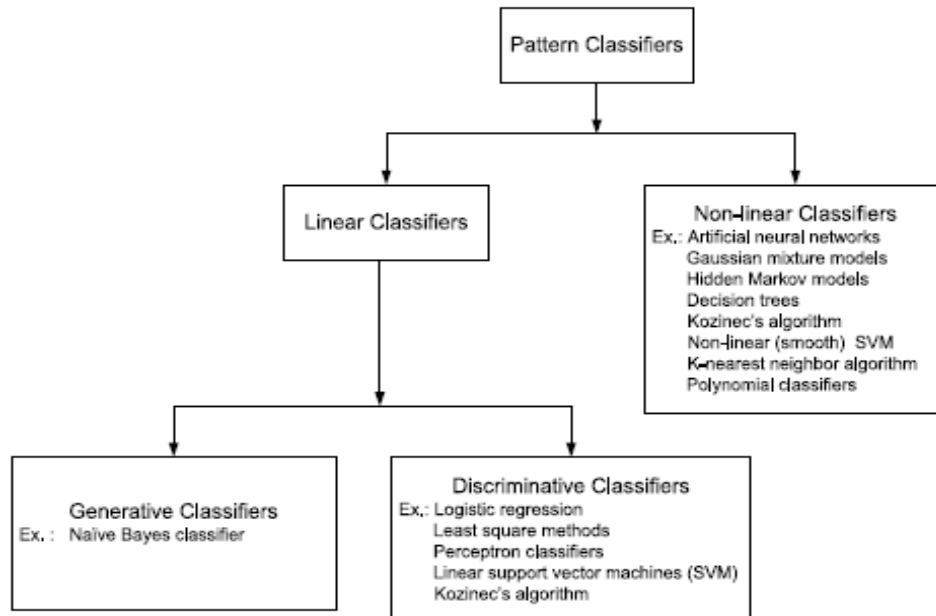 Pattern Classifiers
Linear Classifiers
Non-linear Classifiers
Ex.: Artificial neural networks
Gaussian mixture models
Hidden Markov models
Decision trees
Kozinec's algorithm
Non-linear (smooth) SVM
K-nearest neighbor algorithm
Polynomial classifiers
Generative Classifiers
Ex. : Naïve Bayes classifier
Discriminative Classifiers
Ex.: Logistic regression
Least square methods
Perceptron classifiers
Linear support vector machines (SVM)
Kozinec's algorithm